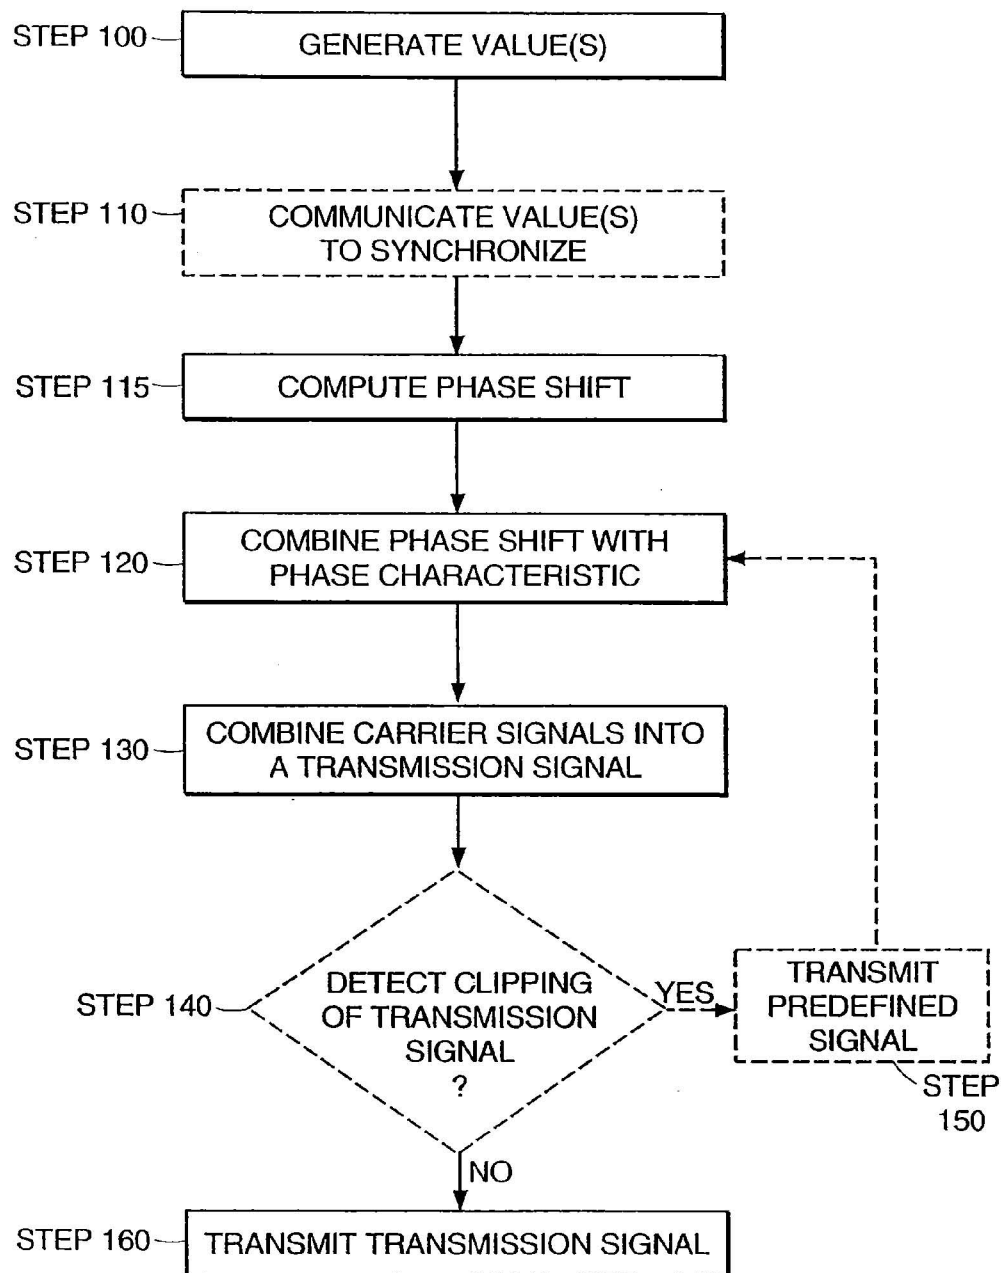 STEP 100
GENERATE VALUE(S)
STEP 110
COMMUNICATE VALUE(S)
TO SYNCHRONIZE
STEP 115
COMPUTE PHASE SHIFT
STEP 120
COMBINE PHASE SHIFT WITH
PHASE CHARACTERISTIC
STEP 130
COMBINE CARRIER SIGNALS INTO
A TRANSMISSION SIGNAL
STEP 140
DETECT CLIPPING
OF TRANSMISSION
SIGNAL
?
YES
TRANSMIT
PREDEFINED
SIGNAL
STEP
150
NO
STEP 160
TRANSMIT TRANSMISSION SIGNAL